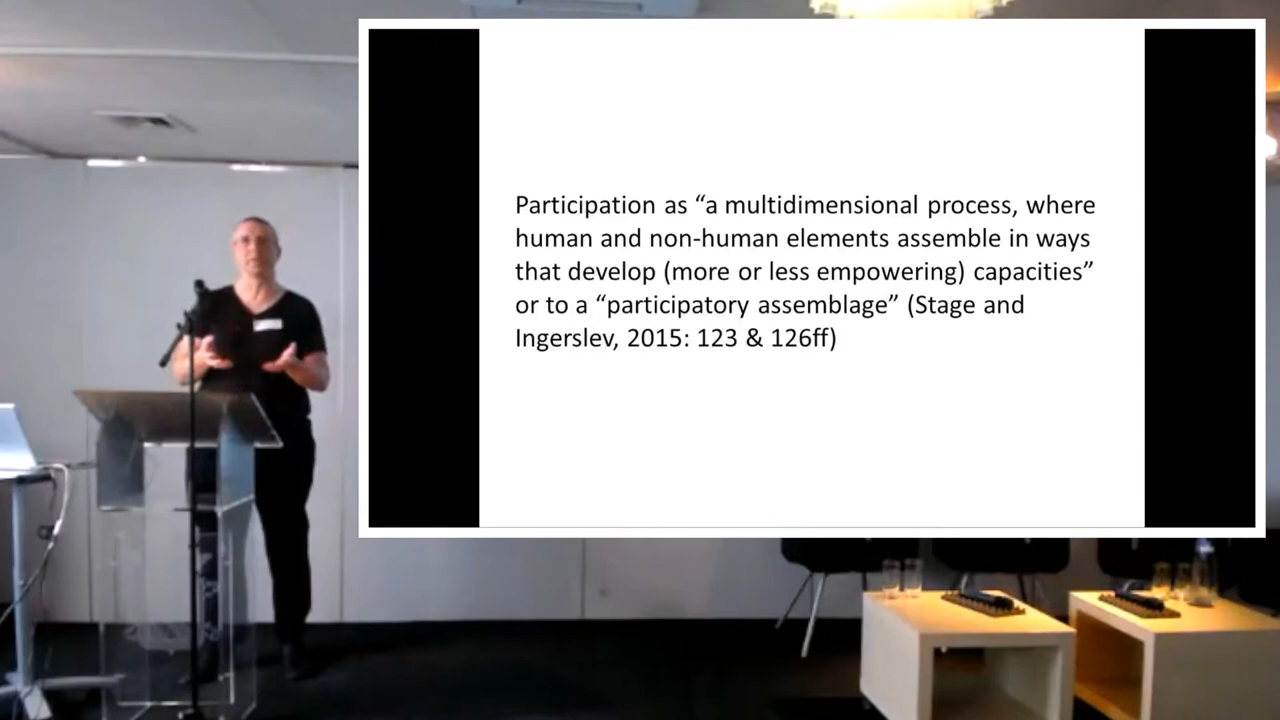 Participation as “a multidimensional process, where
human and non-human elements assemble in ways
that develop (more or less empowering) capacities”
or to a “participatory assemblage” (Stage and
Ingerslev, 2015: 123 & 126ff)